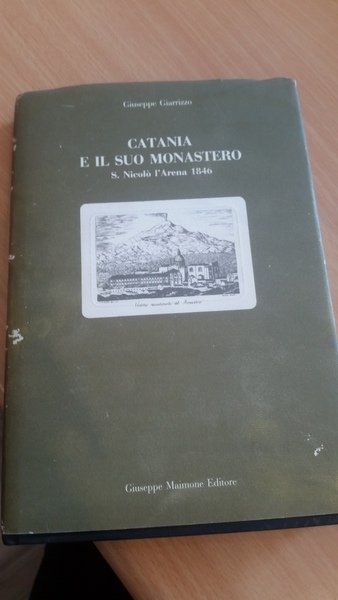 Giuseppe Giarrizzo
CATANIA
E IL SUO MONASTERO
S. Nicolò l'Arena 1846
Giuseppe Maimone Editore